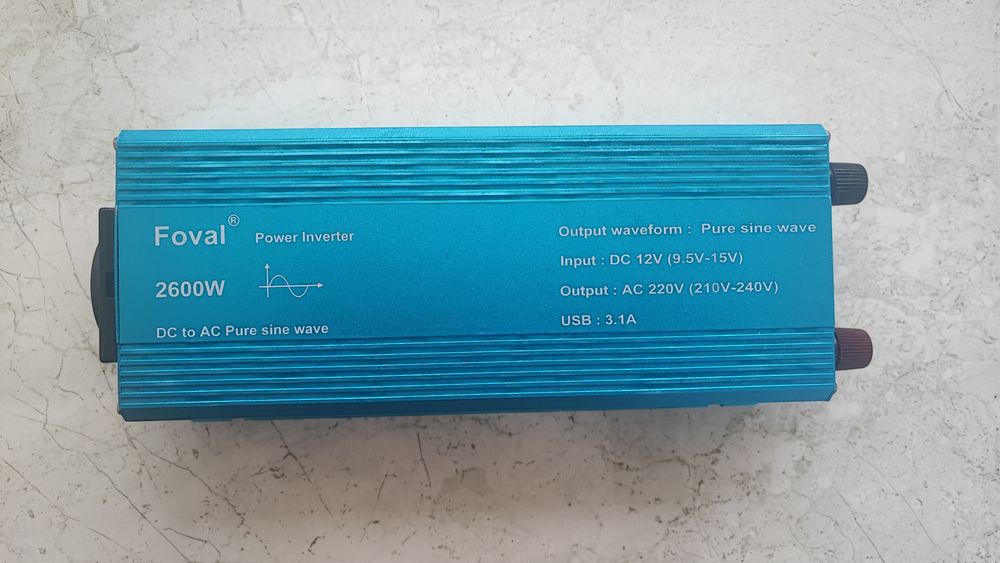 Foval®
Power Inverter
2600W
DC to AC Pure sine wave
Output waveform : Pure sine wave
Input : DC 12V (9.5V-15V)
Output : AC 220V (210V-240V)
USB : 3.1A